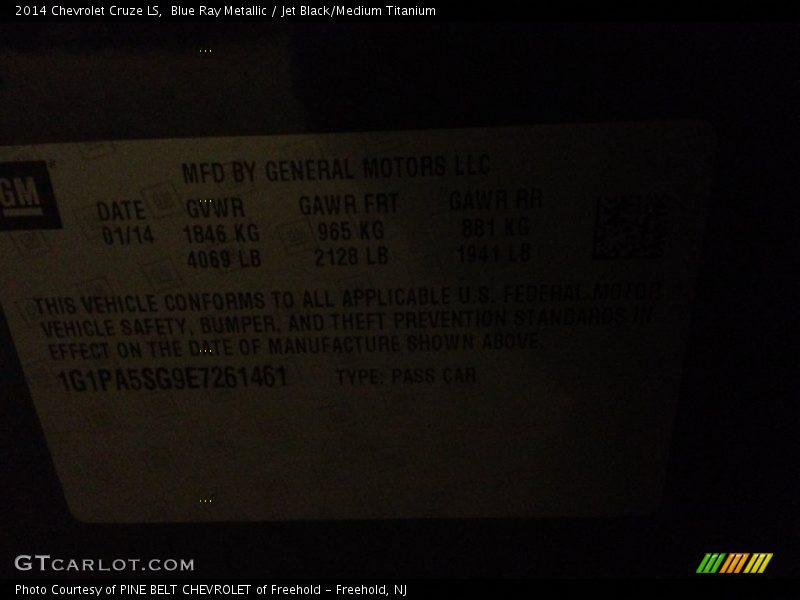 2014 Chevrolet Cruze LS,  Blue Ray Metallic / Jet Black/Medium Titanium
MFD BY GENERAL MOTORS LLC
GM
DATE GVWR GAWR FRT GAWR RR
01/14 1846 KG 965 KG 881 KG
4069 LB 2128 LB 1941 LB
THIS VEHICLE CONFORMS TO ALL APPLICABLE U.S. FEDERAL MOTOR
VEHICLE SAFETY, BUMPER, AND THEFT PREVENTION STANDARDS IN
EFFECT ON THE DATE OF MANUFACTURE SHOWN ABOVE.
1G1PA5SG9E7261461 TYPE: PASS CAR
GTCARLOT.COM
Photo Courtesy of PINE BELT CHEVROLET of Freehold - Freehold, NJ